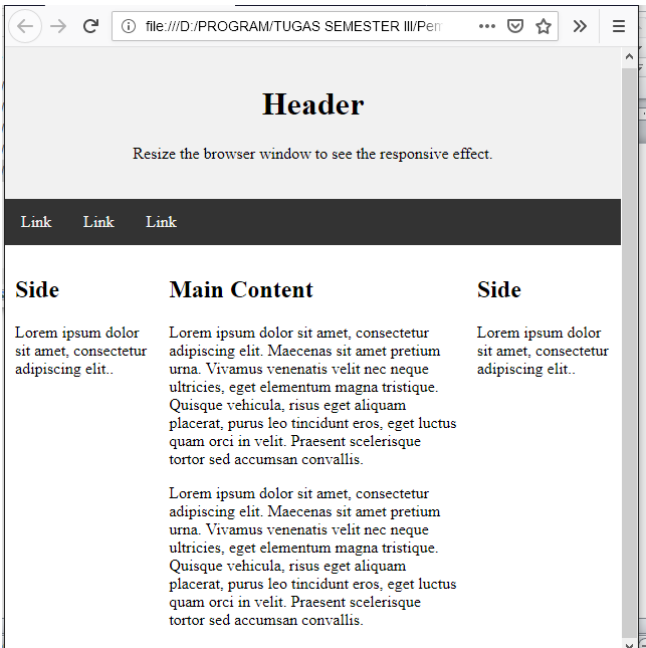 file:///D:/PROGRAM/TUGAS SEMESTER III/Pem
Header
Resize the browser window to see the responsive effect.
Link Link Link
Side
Lorem ipsum dolor
sit amet, consectetur
adipiscing elit..
Main Content
Lorem ipsum dolor sit amet, consectetur
adipiscing elit. Maecenas sit amet pretium
urna. Vivamus venenatis velit nec neque
ultricies, eget elementum magna tristique.
Quisque vehicula, risus eget aliquam
placerat, purus leo tincidunt eros, eget luctus
quam orci in velit. Praesent scelerisque
tortor sed accumsan convallis.
Lorem ipsum dolor sit amet, consectetur
adipiscing elit. Maecenas sit amet pretium
urna. Vivamus venenatis velit nec neque
ultricies, eget elementum magna tristique.
Quisque vehicula, risus eget aliquam
placerat, purus leo tincidunt eros, eget luctus
quam orci in velit. Praesent scelerisque
tortor sed accumsan convallis.
Side
Lorem ipsum dolor
sit amet, consectetur
adipiscing elit..